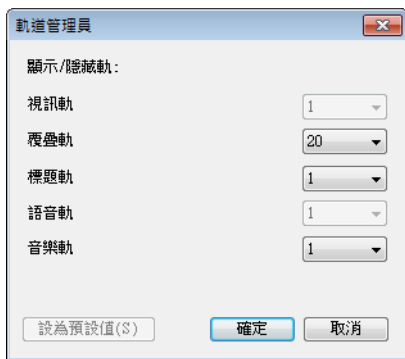 軌道管理員
顯示/隱藏軌:
視訊軌 1
覆疊軌 20
標題軌 1
語音軌 1
音樂軌 1
設為預設值(S) 確定 取消